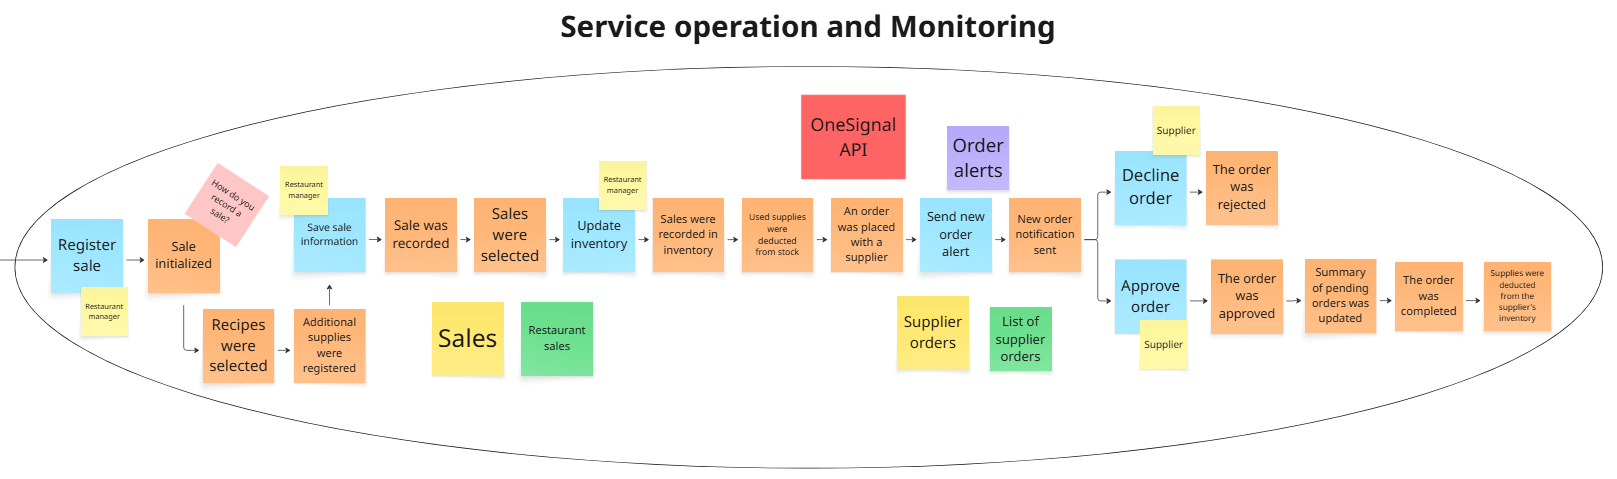 Service operation and Monitoring
Register
sale
Restaurant
manager
Sale
initialized
How do you
record a
sale?
Recipes
were
selected
Additional
supplies
were
registered
Restaurant
manager
Save sale
information
Sale was
recorded
Sales
were
selected
Restaurant
manager
Update
inventory
Sales were
recorded in
inventory
Used supplies
were
deducted
from stock
An order
was placed
with a
supplier
Send new
order
alert
New order
notification
sent
OneSignal
API
Order
alerts
Sales
Restaurant
sales
Supplier
orders
List of
supplier
orders
Supplier
Decline
order
The order
was
rejected
Approve
order
Supplier
The order
was
approved
Summary
of pending
orders was
updated
The order
was
completed
Supplies were
deducted
from the
supplier's
inventory